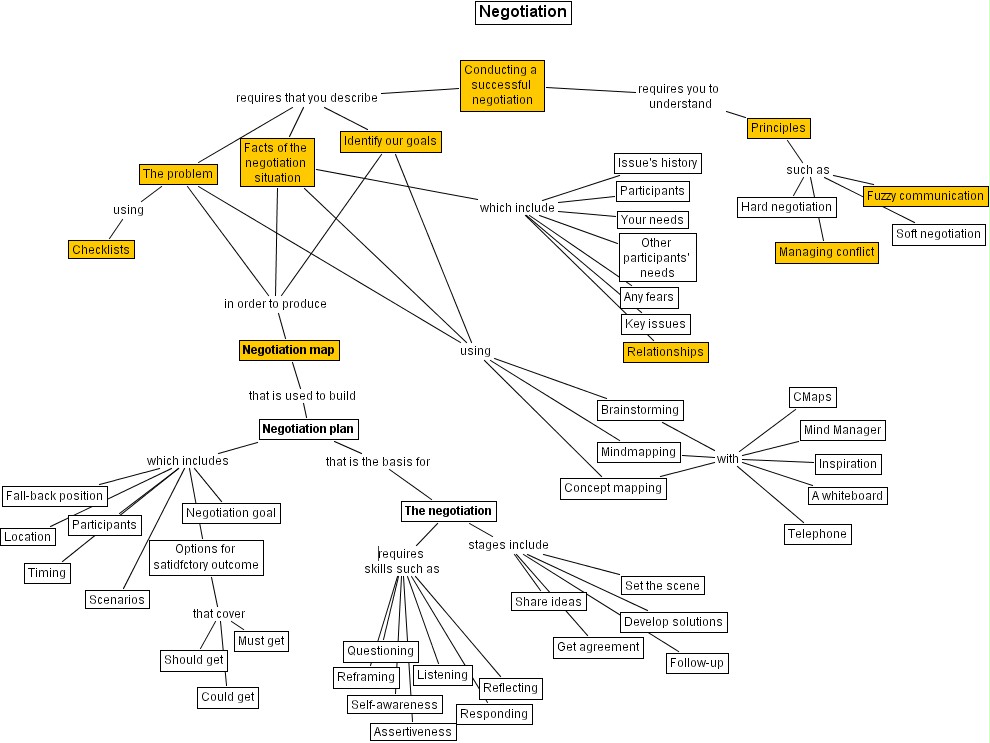 Negotiation
Conducting a
successful
negotiation
requires that you describe
requires you to
understand
Principles
Identify our goals
Facts of the
negotiation
situation
The problem
Issue's history
such as
Participants
Fuzzy communication
using
which include
Hard negotiation
Your needs
Soft negotiation
Checklists
Other
participants'
needs
Managing conflict
in order to produce
Any fears
Key issues
Negotiation map
using
Relationships
that is used to build
CMaps
Brainstorming
Negotiation plan
Mind Manager
which includes
that is the basis for
Mindmapping
with
Inspiration
Concept mapping
Fall-back position
A whiteboard
Negotiation goal
The negotiation
Participants
Location
Telephone
Options for
satidfctory outcome
stages include
requires
skills such as
Timing
Set the scene
Scenarios
Share ideas
that cover
Develop solutions
Must get
Questioning
Get agreement
Should get
Follow-up
Reframing
Listening
Reflecting
Could get
Self-awareness
Responding
Assertiveness